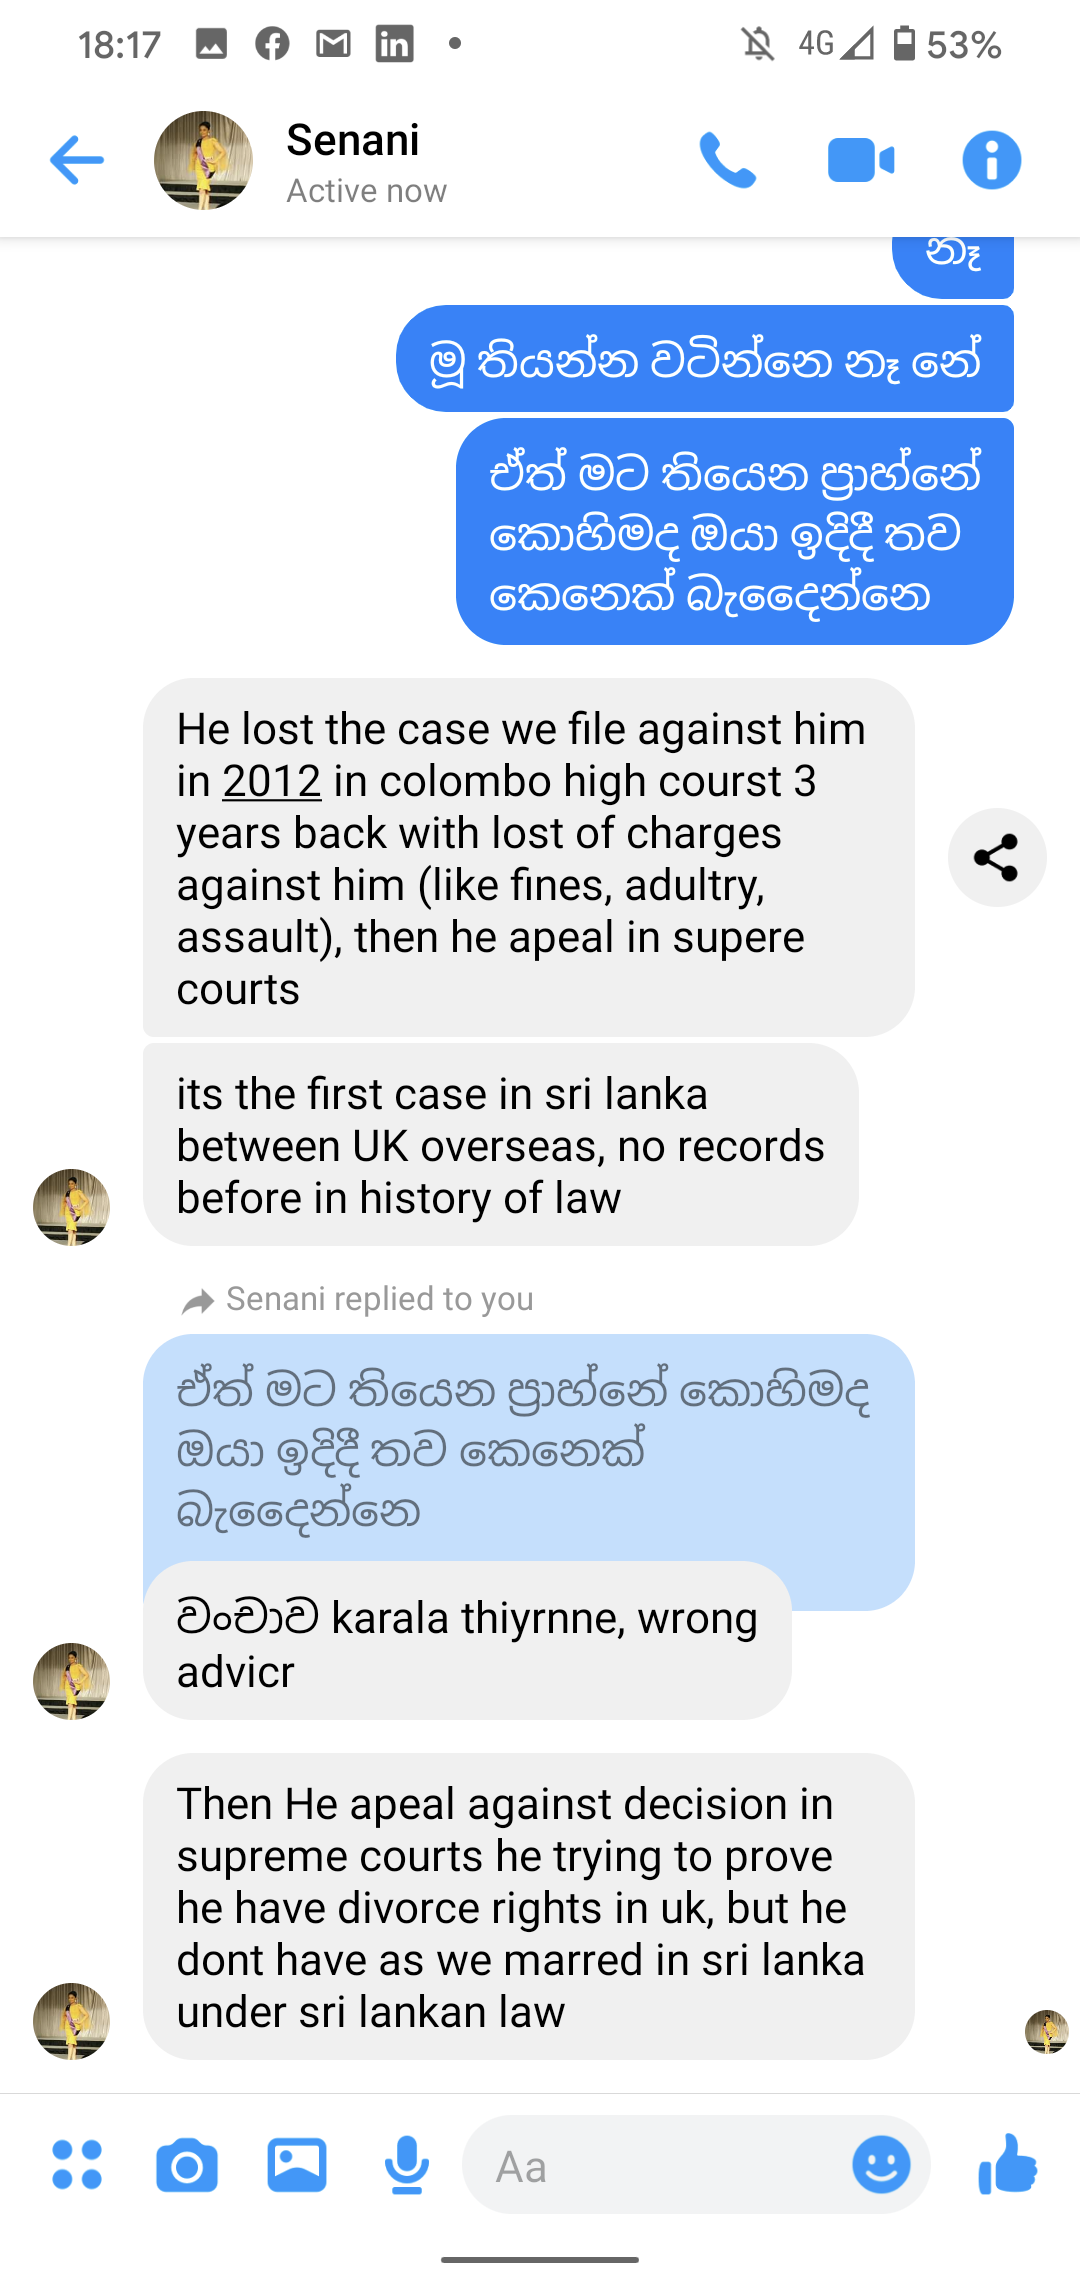 18:17
4G 53%
Senani
Active now
නෑ
මූ තියන්න වටින්නෙ නෑ නේ
ඒත් මට තියෙන ප්‍රාහ්නේ
කොහිමද ඔයා ඉදිදී තව
කෙනෙක් බැදෙෙන්නෙ
He lost the case we file against him
in 2012 in colombo high courst 3
years back with lost of charges
against him (like fines, adultry,
assault), then he apeal in supere
courts
its the first case in sri lanka
between UK overseas, no records
before in history of law
Senani replied to you
ඒත් මට තියෙන ප්‍රාහ්නේ කොහිමද
ඔයා ඉදිදී තව කෙනෙක්
බැදෙෙන්නෙ
වංචාව karala thiyrnne, wrong
advicr
Then He apeal against decision in
supreme courts he trying to prove
he have divorce rights in uk, but he
dont have as we marred in sri lanka
under sri lankan law
Aa